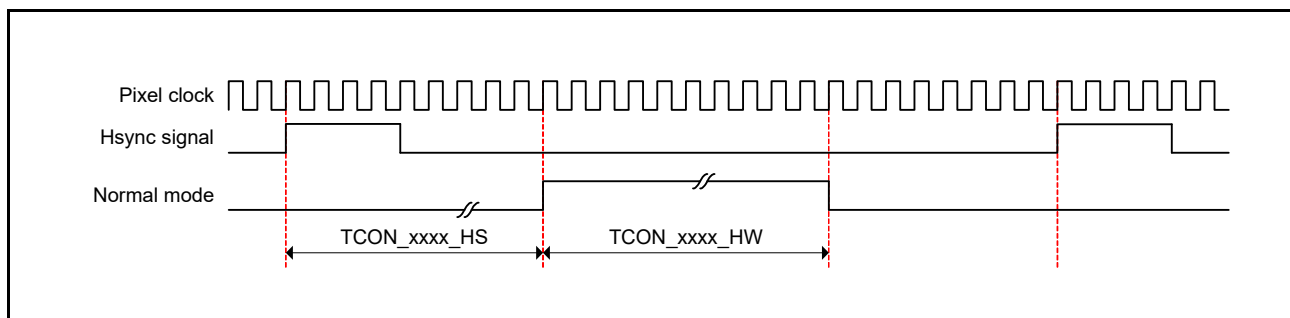 Pixel clock
Hsync signal
Normal mode
TCON_xxxx_HS TCON_xxxx_HW